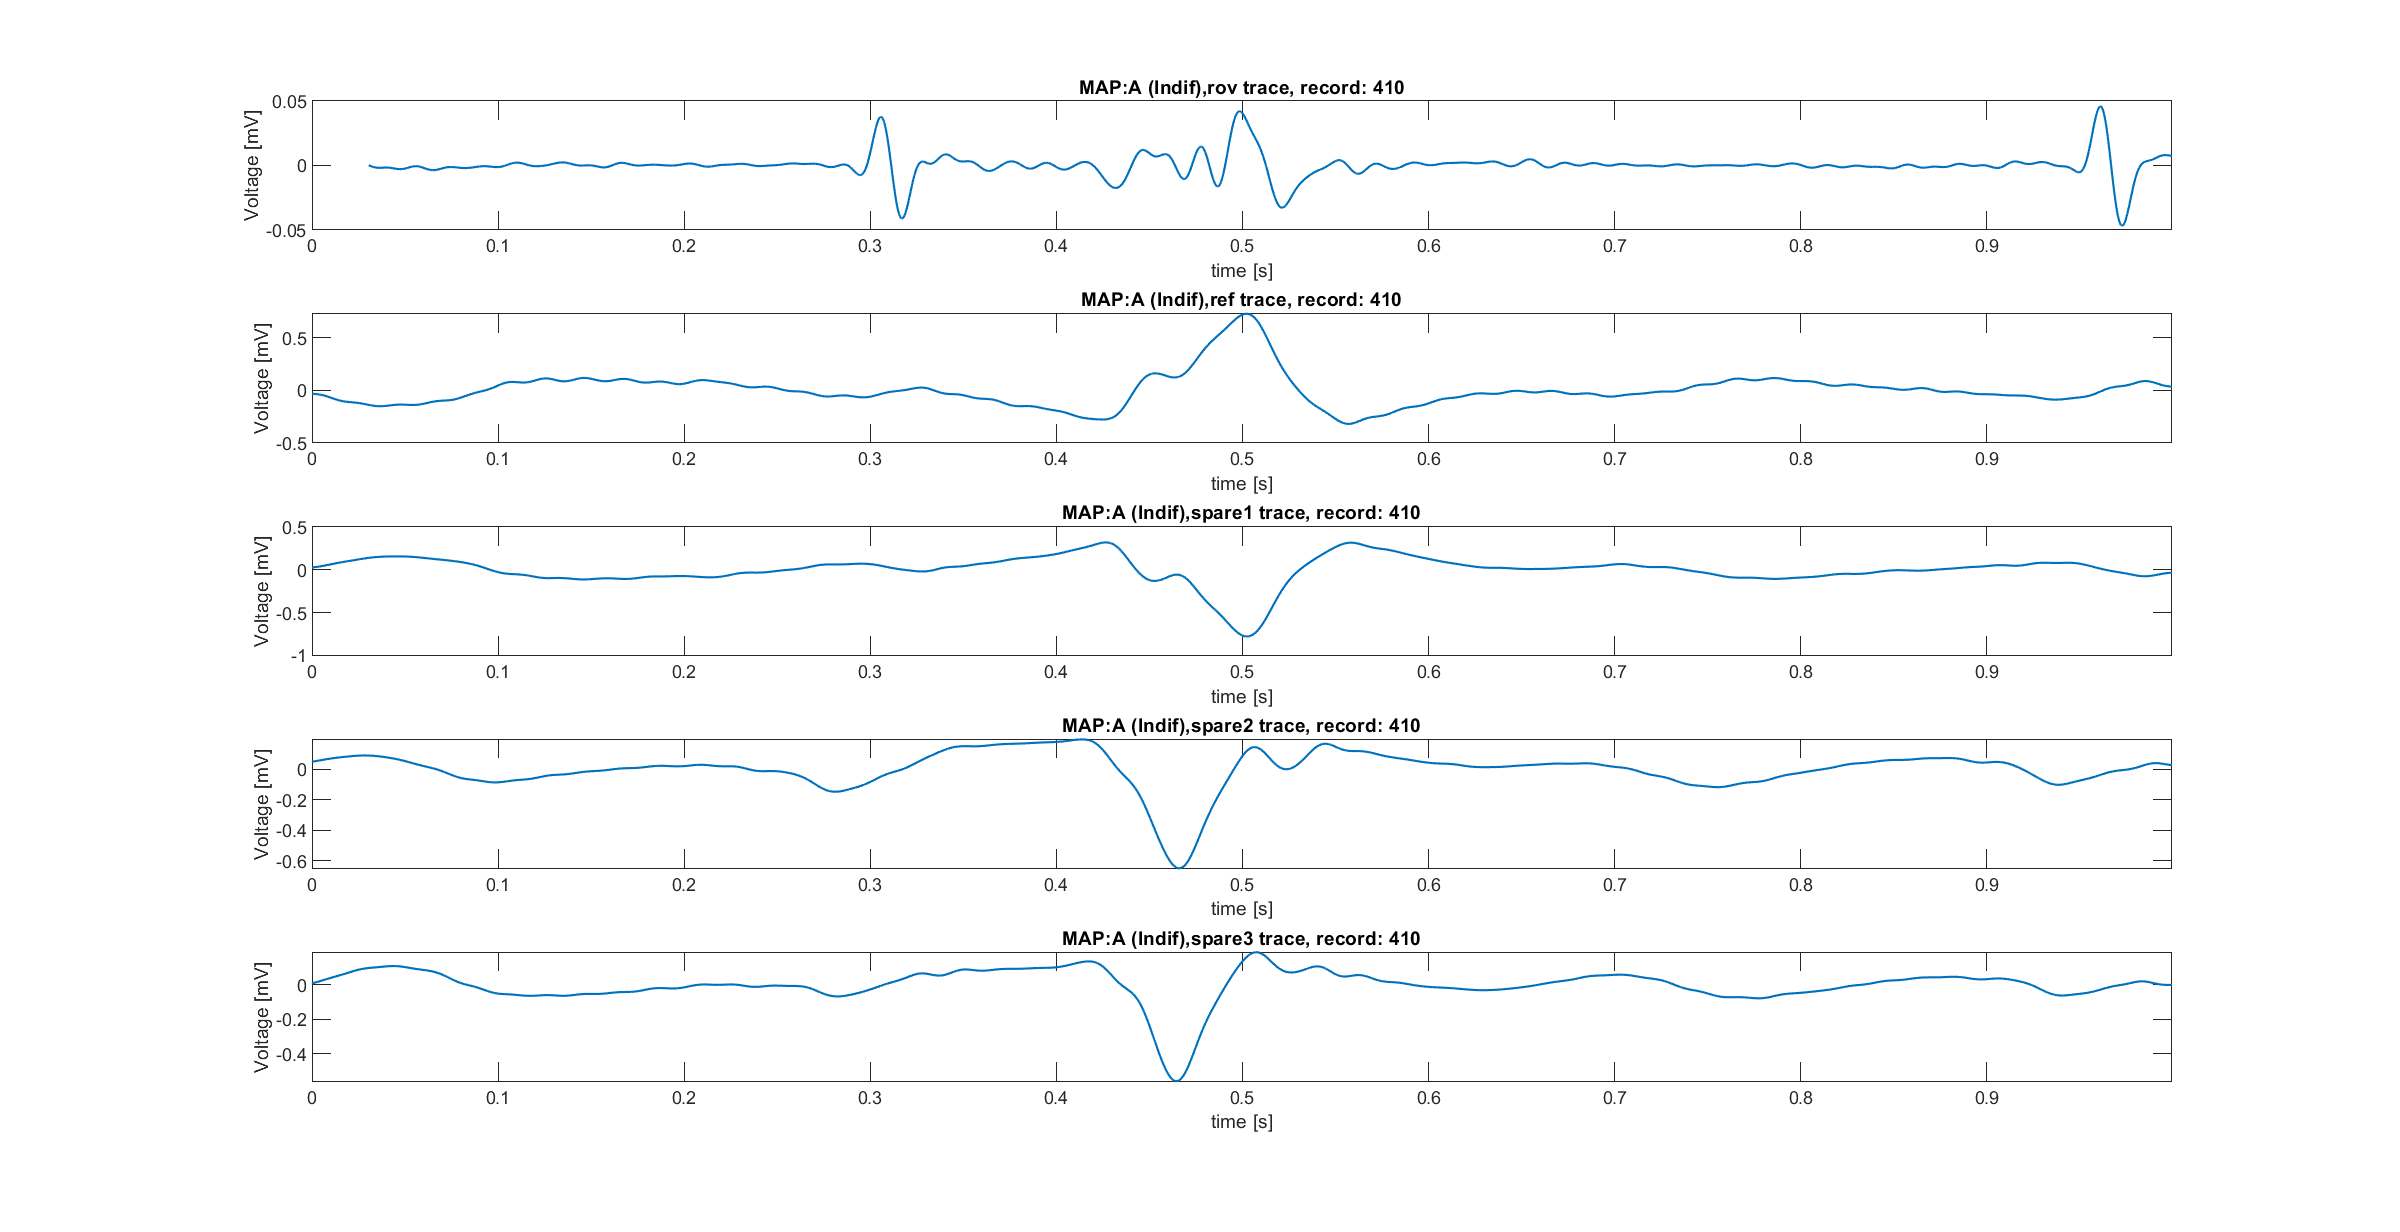 MAP:A (Indif),rov trace, record: 410
Voltage [mV]
0.05
0
-0.05
0 0.1 0.2 0.3 0.4 0.5 0.6 0.7 0.8 0.9
time [s]
MAP:A (Indif),ref trace, record: 410
Voltage [mV]
0.5
0
-0.5
0 0.1 0.2 0.3 0.4 0.5 0.6 0.7 0.8 0.9
time [s]
MAP:A (Indif),spare1 trace, record: 410
Voltage [mV]
0.5
0
-0.5
-1
0 0.1 0.2 0.3 0.4 0.5 0.6 0.7 0.8 0.9
time [s]
MAP:A (Indif),spare2 trace, record: 410
Voltage [mV]
0
-0.2
-0.4
-0.6
0 0.1 0.2 0.3 0.4 0.5 0.6 0.7 0.8 0.9
time [s]
MAP:A (Indif),spare3 trace, record: 410
Voltage [mV]
0
-0.2
-0.4
0 0.1 0.2 0.3 0.4 0.5 0.6 0.7 0.8 0.9
time [s]